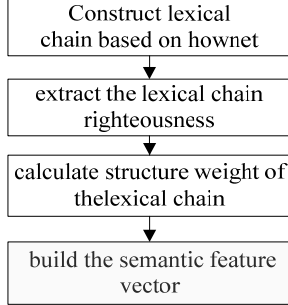 Construct lexical
chain based on hownet
extract the lexical chain
righteousness
calculate structure weight of
thelexical chain
build the semantic feature
vector